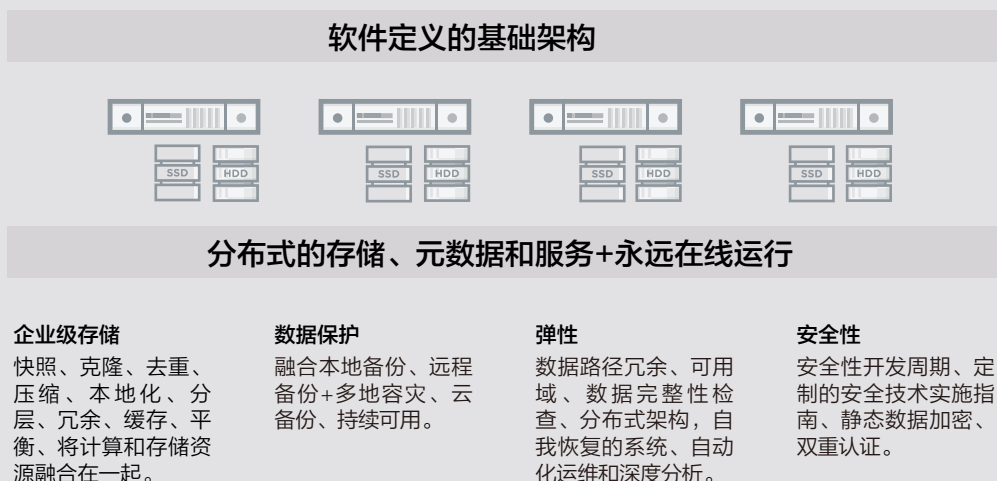 软件定义的基础架构
SSD HDD SSD HDD SSD HDD SSD HDD
分布式的存储、元数据和服务+永远在线运行
企业级存储
快照、克隆、去重、
压缩、本地化、分
层、冗余、缓存、平
衡、将计算和存储资
源融合在一起。
数据保护
融合本地备份、远程
备份+多地容灾、云
备份、持续可用。
弹性
数据路径冗余、可用
域、数据完整性检
查、分布式架构，自
我恢复的系统、自动
化运维和深度分析。
安全性
安全性开发周期、定
制的安全技术实施指
南、静态数据加密、
双重认证。